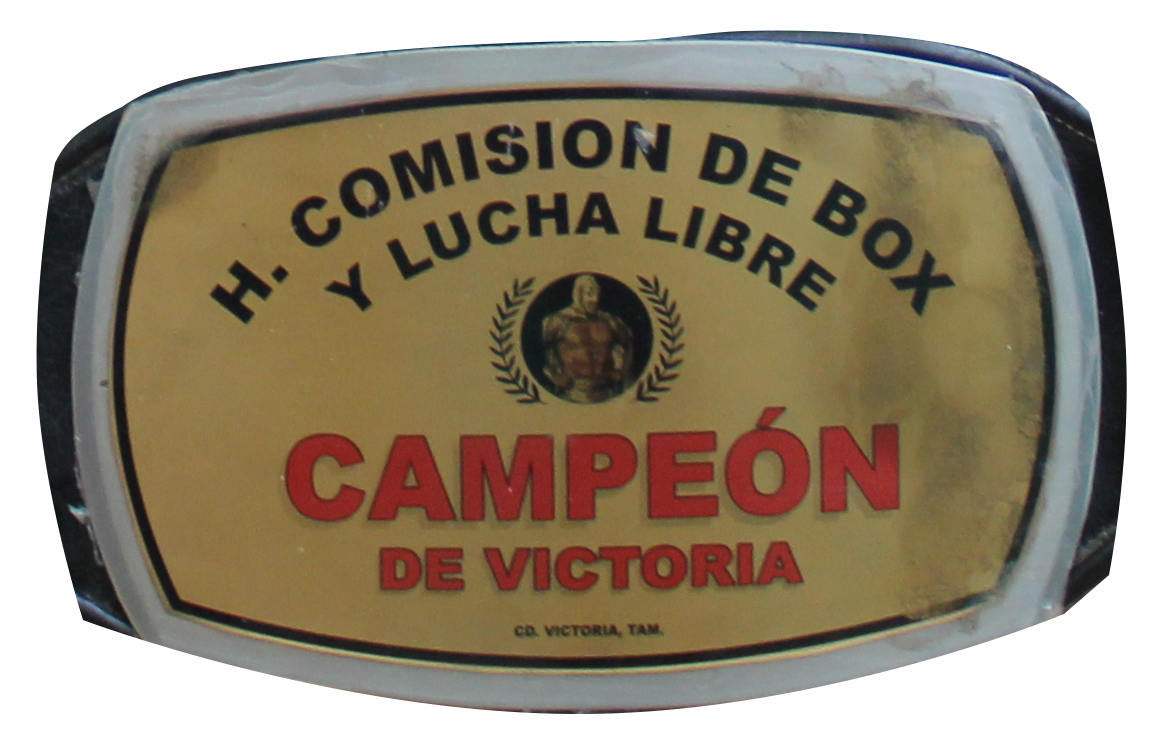 H. COMISION DE BOX
Y LUCHA LIBRE
CAMPEÓN
DE VICTORIA
CD. VICTORIA, TAM.